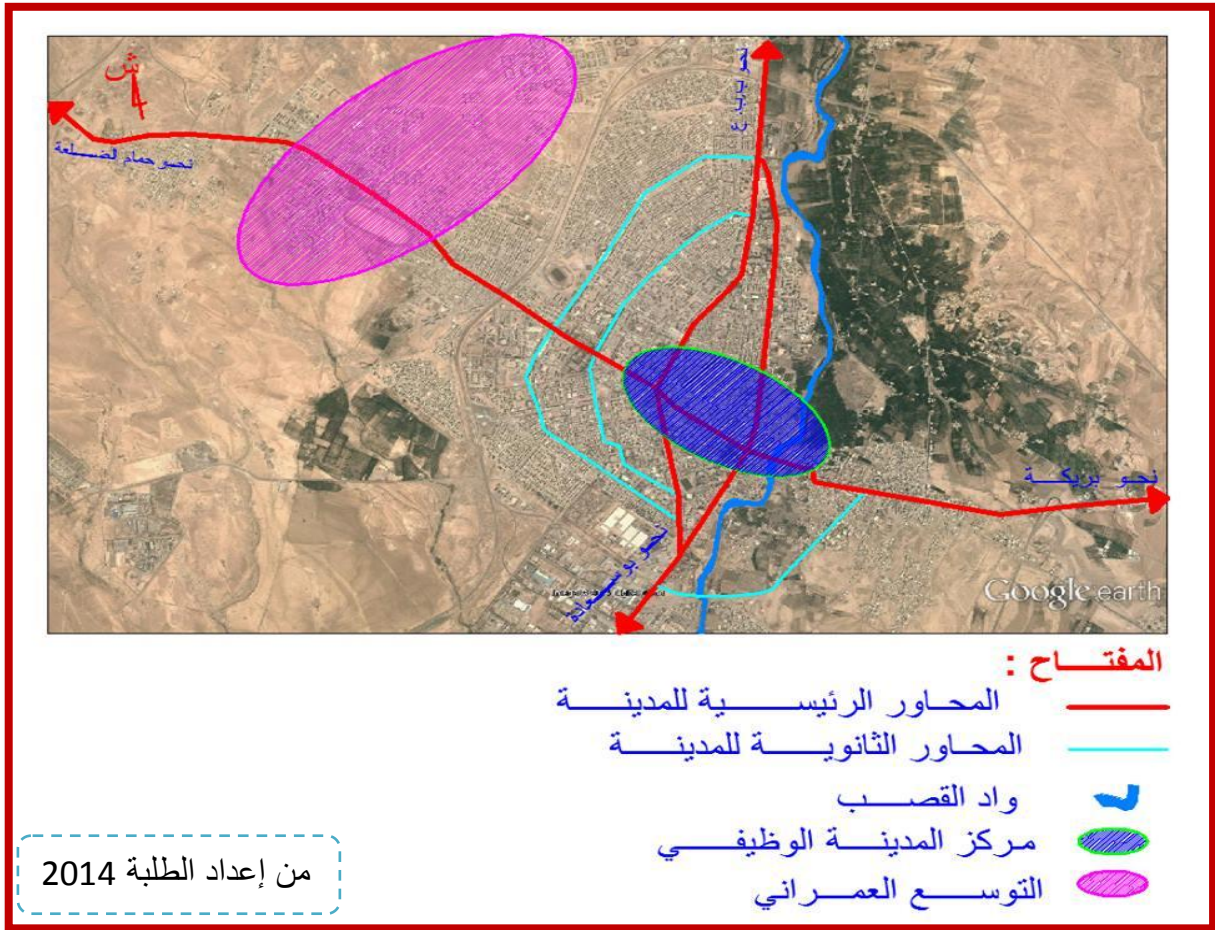 ش
نحو ب.ب.ع
نحو حمام الضلعة
نحو بريكة
نحو بوسعادة
Google earth
المفتاح :
المحاور الرئيسية للمدينة
المحاور الثانوية للمدينة
واد القصب
مركز المدينة الوظيفي
التوسع العمراني
من إعداد الطلبة 2014